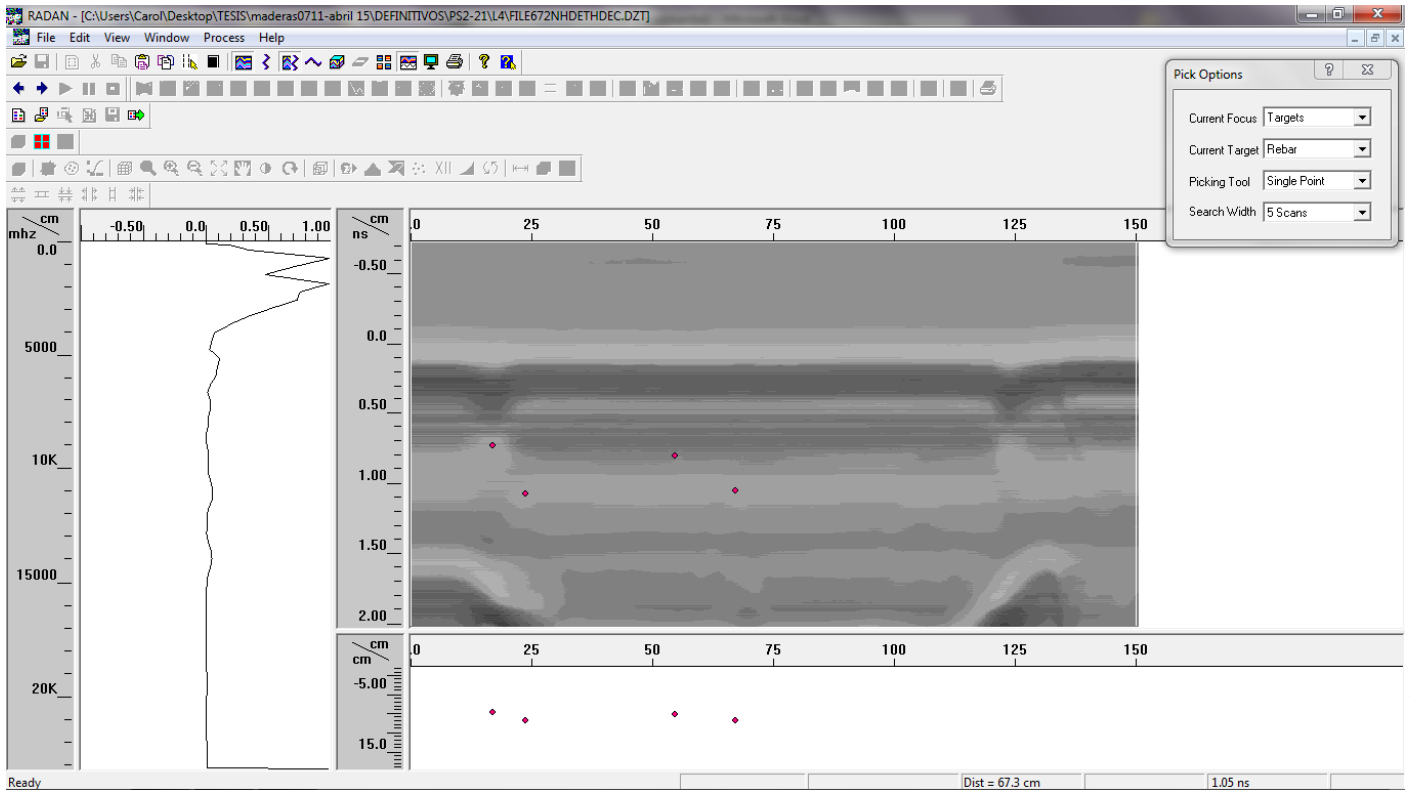 RADAN - [C:\Users\Carol\Desktop\TESIS\maderas0711-abril 15\DEFINITIVOS\PS2-21\L4\FILE672NHDETHDEC.DZT]
File Edit View Window Process Help
Pick Options
Current Focus Targets
Current Target Rebar
Picking Tool Single Point
Search Width 5 Scans
XII
cm
mhz
-0.50 0.0 0.50 1.00
cm
ns
.0 25 50 75 100 125 150
0.0
5000
10K
15000
20K
-0.50
0.0
0.50
1.00
1.50
2.00
cm
cm
.0 25 50 75 100 125 150
-5.00
15.0
Ready
Dist = 67.3 cm
1.05 ns